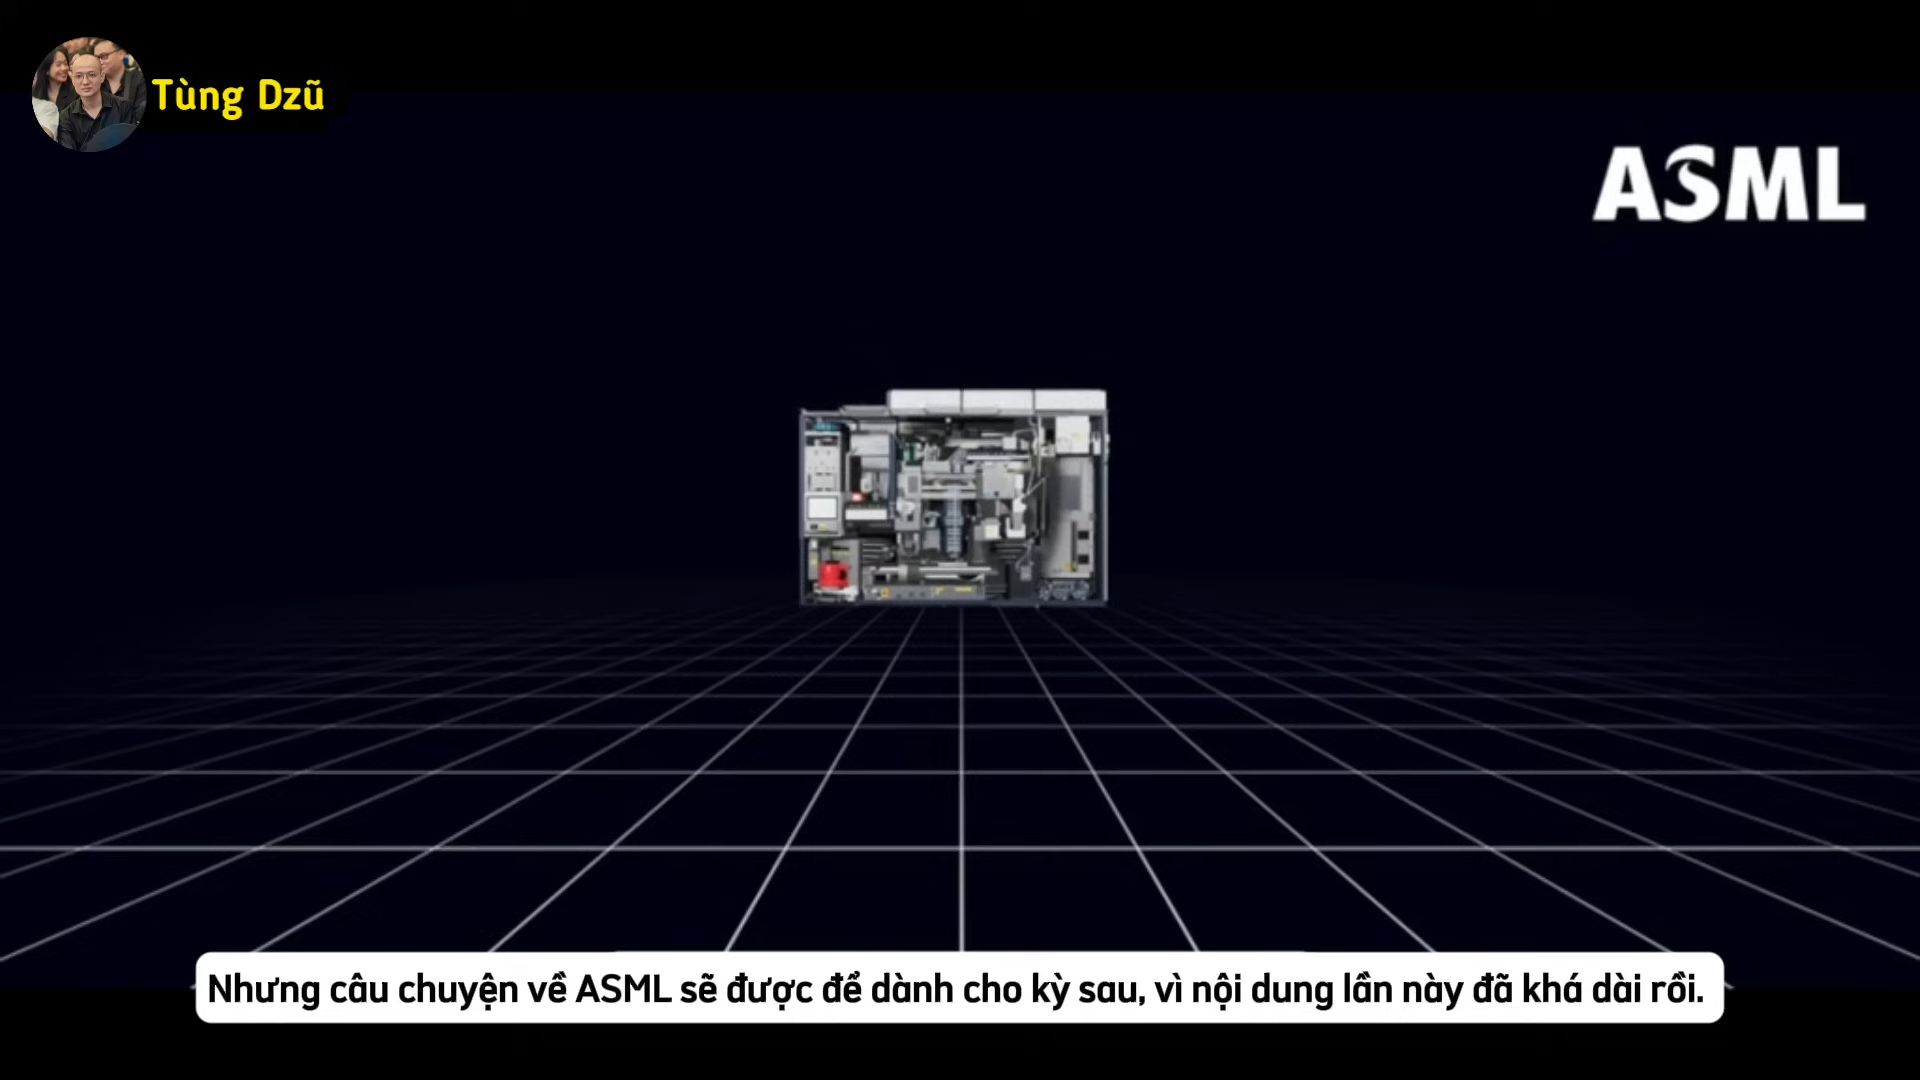 Tùng Dzũ
ASML
Nhưng câu chuyện về ASML sẽ được để dành cho kỳ sau, vì nội dung lần này đã khá dài rồi.